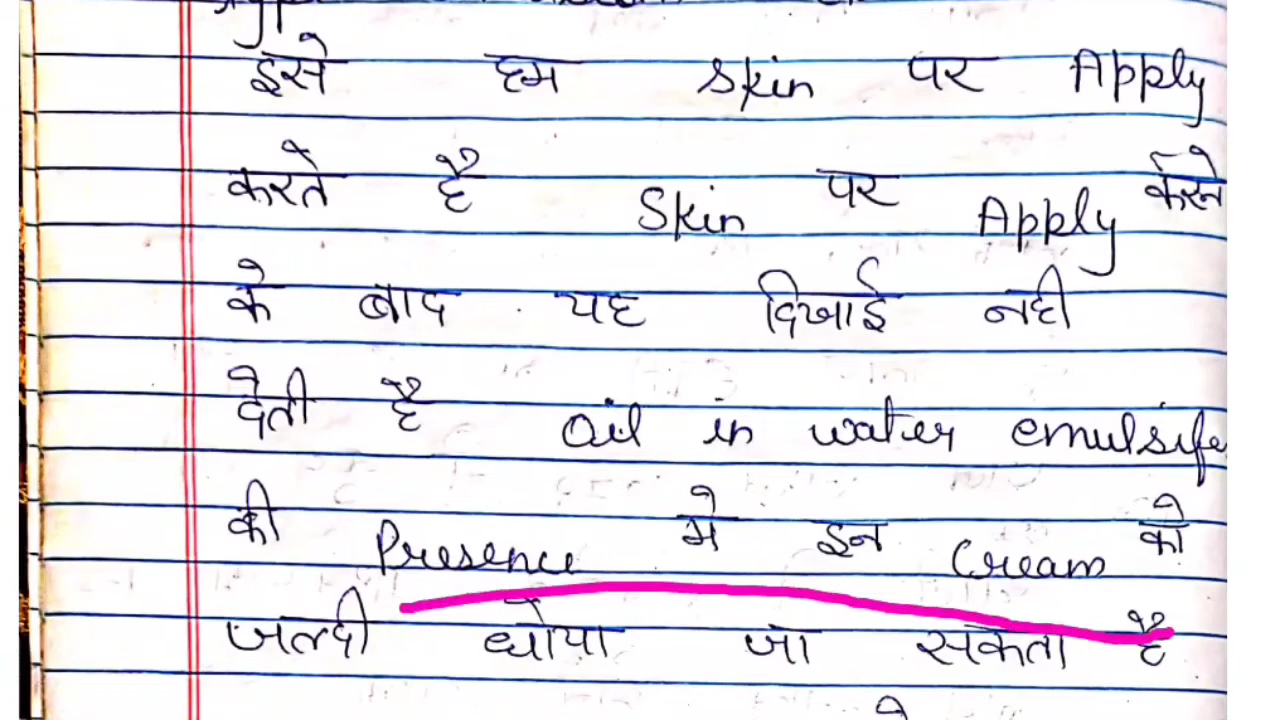 इसे हम Skin पर Apply
करते है Skin पर Apply करने
के बाद यह दिखाई नही
देती है Oil in water emulsife
की Presence मे इन Cream को
जल्दी धोया जा सकता है